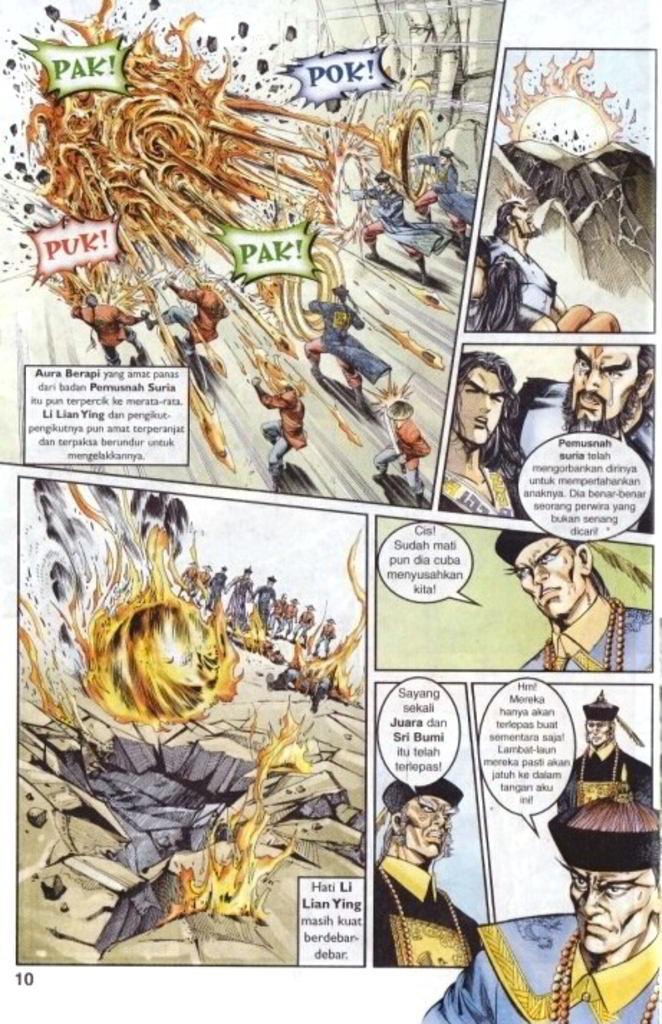 PAK!
POK!
PUK!
PAK!
Aura Berapi yang amat panas
dari badan Pemusnah Suria
itu pun terpercik ke merata-rata.
Li Lian Ying dan pengikut-
pengikutnya pun amat terperanjat
dan terpaksa berundur untuk
mengelakkannya.
Pemusnah
suria telah
mengorbankan dirinya
untuk mempertahankan
anaknya. Dia benar-benar
seorang perwira yang
bukan senang
dicari!
Cis!
Sudah mati
pun dia cuba
menyusahkan
kita!
Hati Li
Lian Ying
masih kuat
berdebar-
debar.
Sayang
sekali
Juara dan
Sri Bumi
itu telah
terlepas!
Hm!
Mereka
hanya akan
terlepas buat
sementara saja!
Lambat-laun
mereka pasti akan
jatuh ke dalam
tangan aku
ini!
10